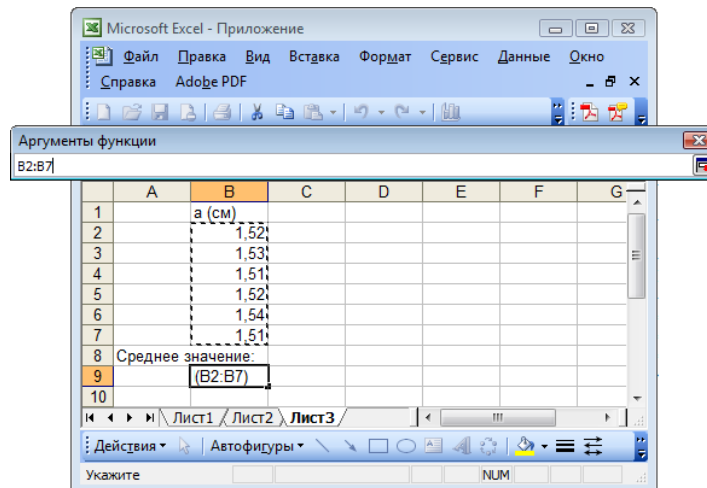 Microsoft Excel - Приложение
Файл Правка Вид Вставка Формат Сервис Данные Окно
Справка Adobe PDF
Аргументы функции
B2:B7
A B C D E F G
1 a (см)
2 1,52
3 1,53
4 1,51
5 1,52
6 1,54
7 1,51
8 Среднее значение:
9 (B2:B7)
10
Лист1 Лист2 Лист3
Действия Автофигуры
Укажите NUM